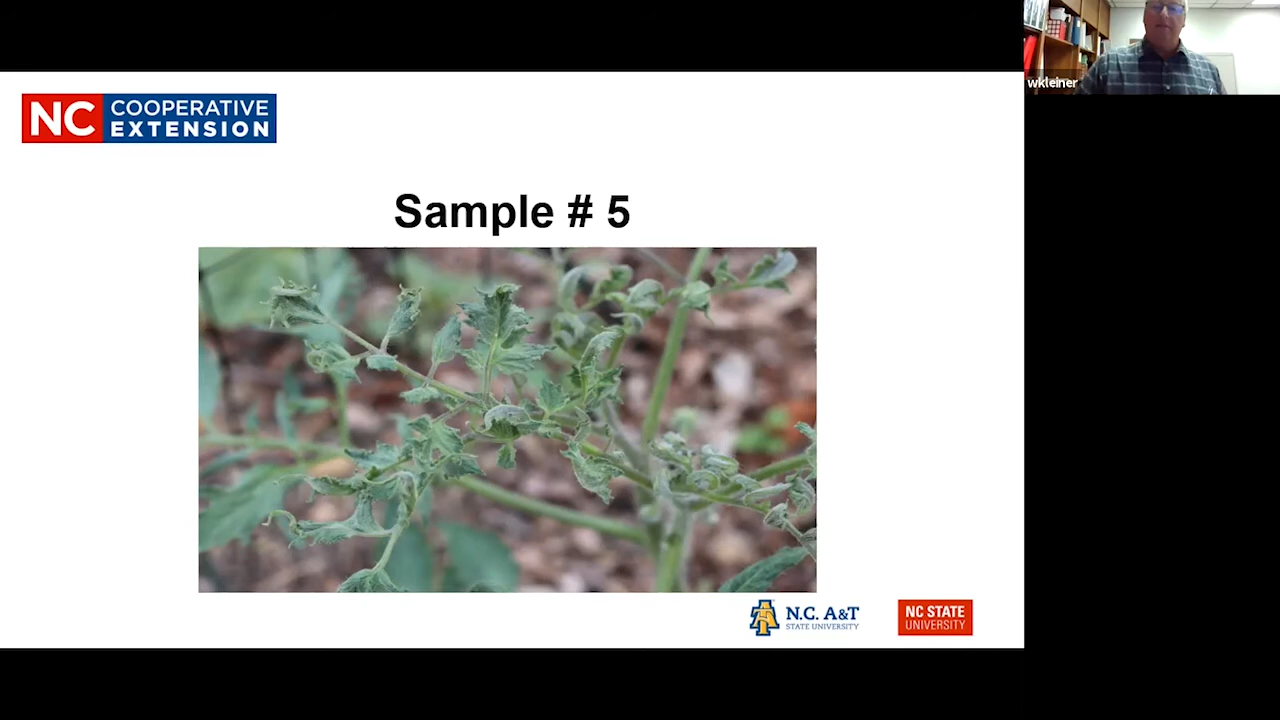 wkleiner
NC COOPERATIVE
EXTENSION
Sample # 5
N.C. A&T
STATE UNIVERSITY
NC STATE
UNIVERSITY